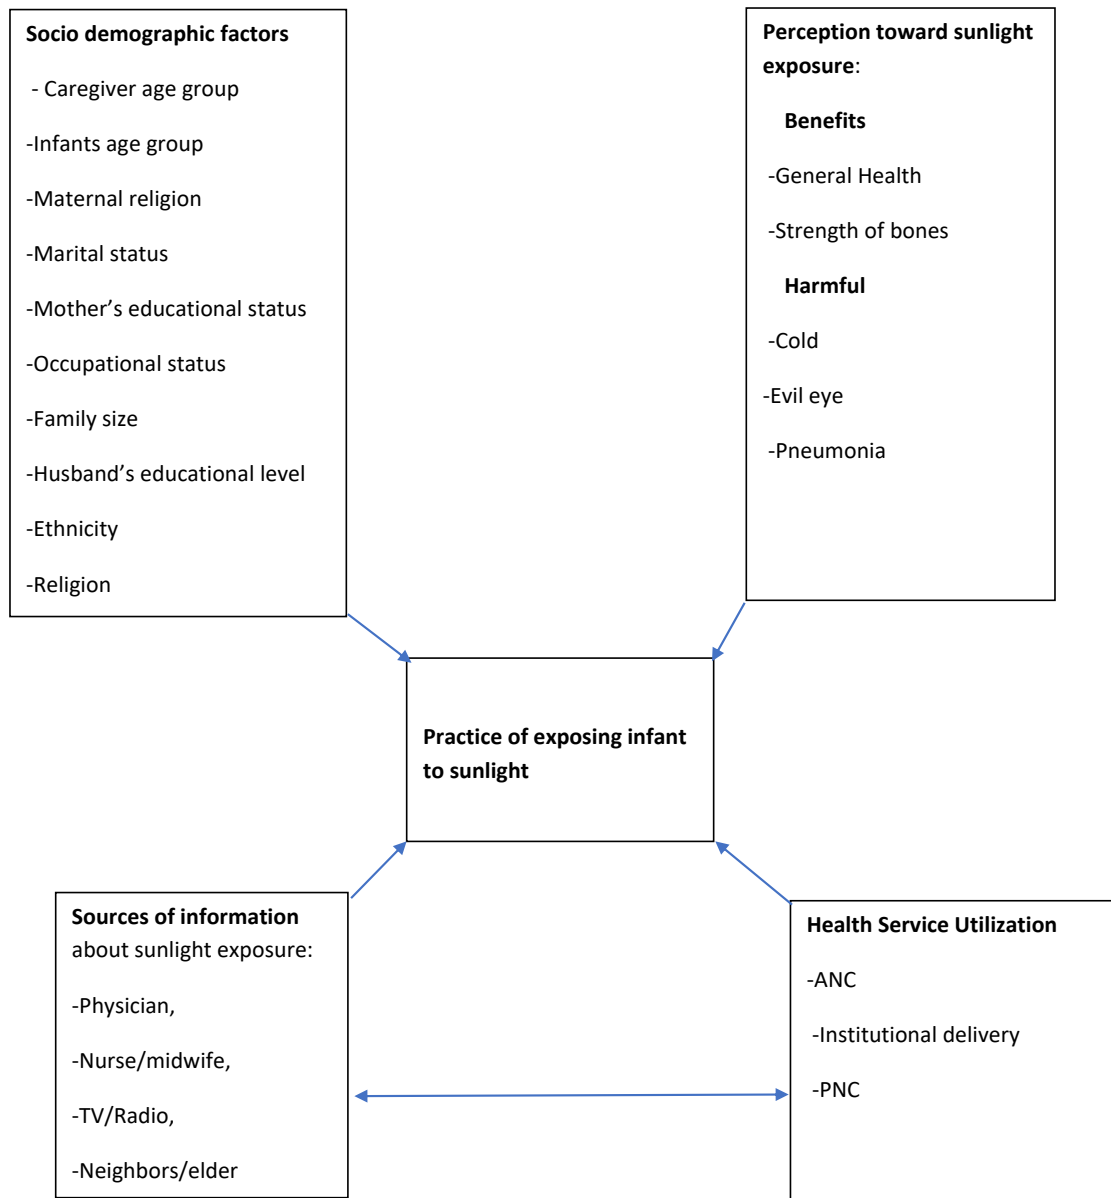 Socio demographic factors
- Caregiver age group
-Infants age group
-Maternal religion
-Marital status
-Mother’s educational status
-Occupational status
-Family size
-Husband’s educational level
-Ethnicity
-Religion
Perception toward sunlight
exposure:
Benefits
-General Health
-Strength of bones
Harmful
-Cold
-Evil eye
-Pneumonia
Practice of exposing infant
to sunlight
Sources of information
about sunlight exposure:
-Physician,
-Nurse/midwife,
-TV/Radio,
-Neighbors/elder
Health Service Utilization
-ANC
-Institutional delivery
-PNC